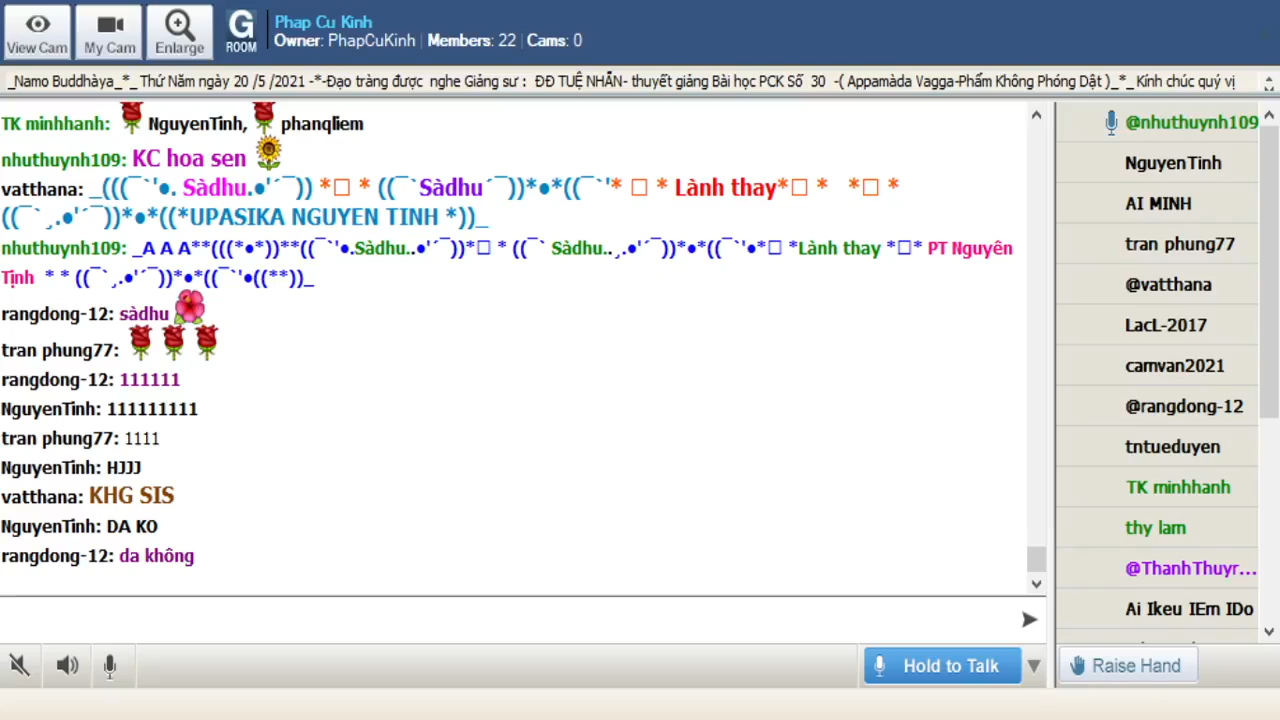 View Cam
My Cam
Enlarge
G
ROOM
Phap Cu Kinh
Owner: PhapCuKinh | Members: 22 | Cams: 0
_Namo Buddhàya_*_ Thứ Năm ngày 20 /5 /2021 -*-Đạo tràng được nghe Giảng sư : ĐĐ TUỆ NHẪN- thuyết giảng Bài học PCK Số 30 -( Appamàda Vagga-Phẩm Không Phóng Dật )_*_ Kính chúc quý vị
TK minhhanh: NguyenTinh, phanqliem
nhuthuynh109: KC hoa sen
vatthana: _(((¯`'•. Sàdhu.•'´¯)) *□ * ((¯`Sàdhu´¯))*•*((¯`'* □ * Lành thay*□ * *□ *
((¯`¸.•'´¯))*•*((*UPASIKA NGUYEN TINH *))_
nhuthuynh109: _A A A**(((*•*))**((¯`'•.Sàdhu..•'´¯))*□ * ((¯` Sàdhu..¸.•'´¯))*•*((¯`'•*□ *Lành thay *□* PT Nguyên
Tịnh * * ((¯`¸.•'´¯))*•*((¯`'•((**))_
rangdong-12: sàdhu
tran phung77:
rangdong-12: 111111
NguyenTinh: 111111111
tran phung77: 1111
NguyenTinh: HJJJ
vatthana: KHG SIS
NguyenTinh: DA KO
rangdong-12: da không
Hold to Talk
@nhuthuynh109
NguyenTinh
AI MINH
tran phung77
@vatthana
LacL-2017
camvan2021
@rangdong-12
tntueduyen
TK minhhanh
thy lam
@ThanhThuyr...
Ai Ikeu IEm IDo
Raise Hand